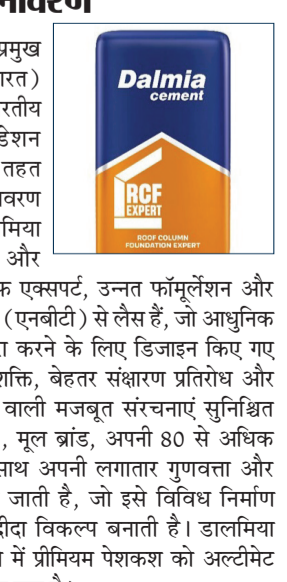 प्रमुख
रतीय
डेशन
तहत
वरण
मिया
और
Dalmia
cement
RCF
EXPERT
ROOF COLUMN
FOUNDATION EXPERT
एक्सपर्ट, उन्नत फॉमूर्लेशन और
(एनबीटी) से लैस हैं, जो आधुनिक
करने के लिए डिजाइन किए गए
शक्ति, बेहतर संक्षारण प्रतिरोध और
वाली मजबूत संरचनाएं सुनिश्चित
, मूल ब्रांड, अपनी 80 से अधिक
साथ अपनी लगातार गुणवत्ता और
जाती है, जो इसे विविध निर्माण
दीदा विकल्प बनाती है। डालमिया
में प्रीमियम पेशकश को अल्टीमेट